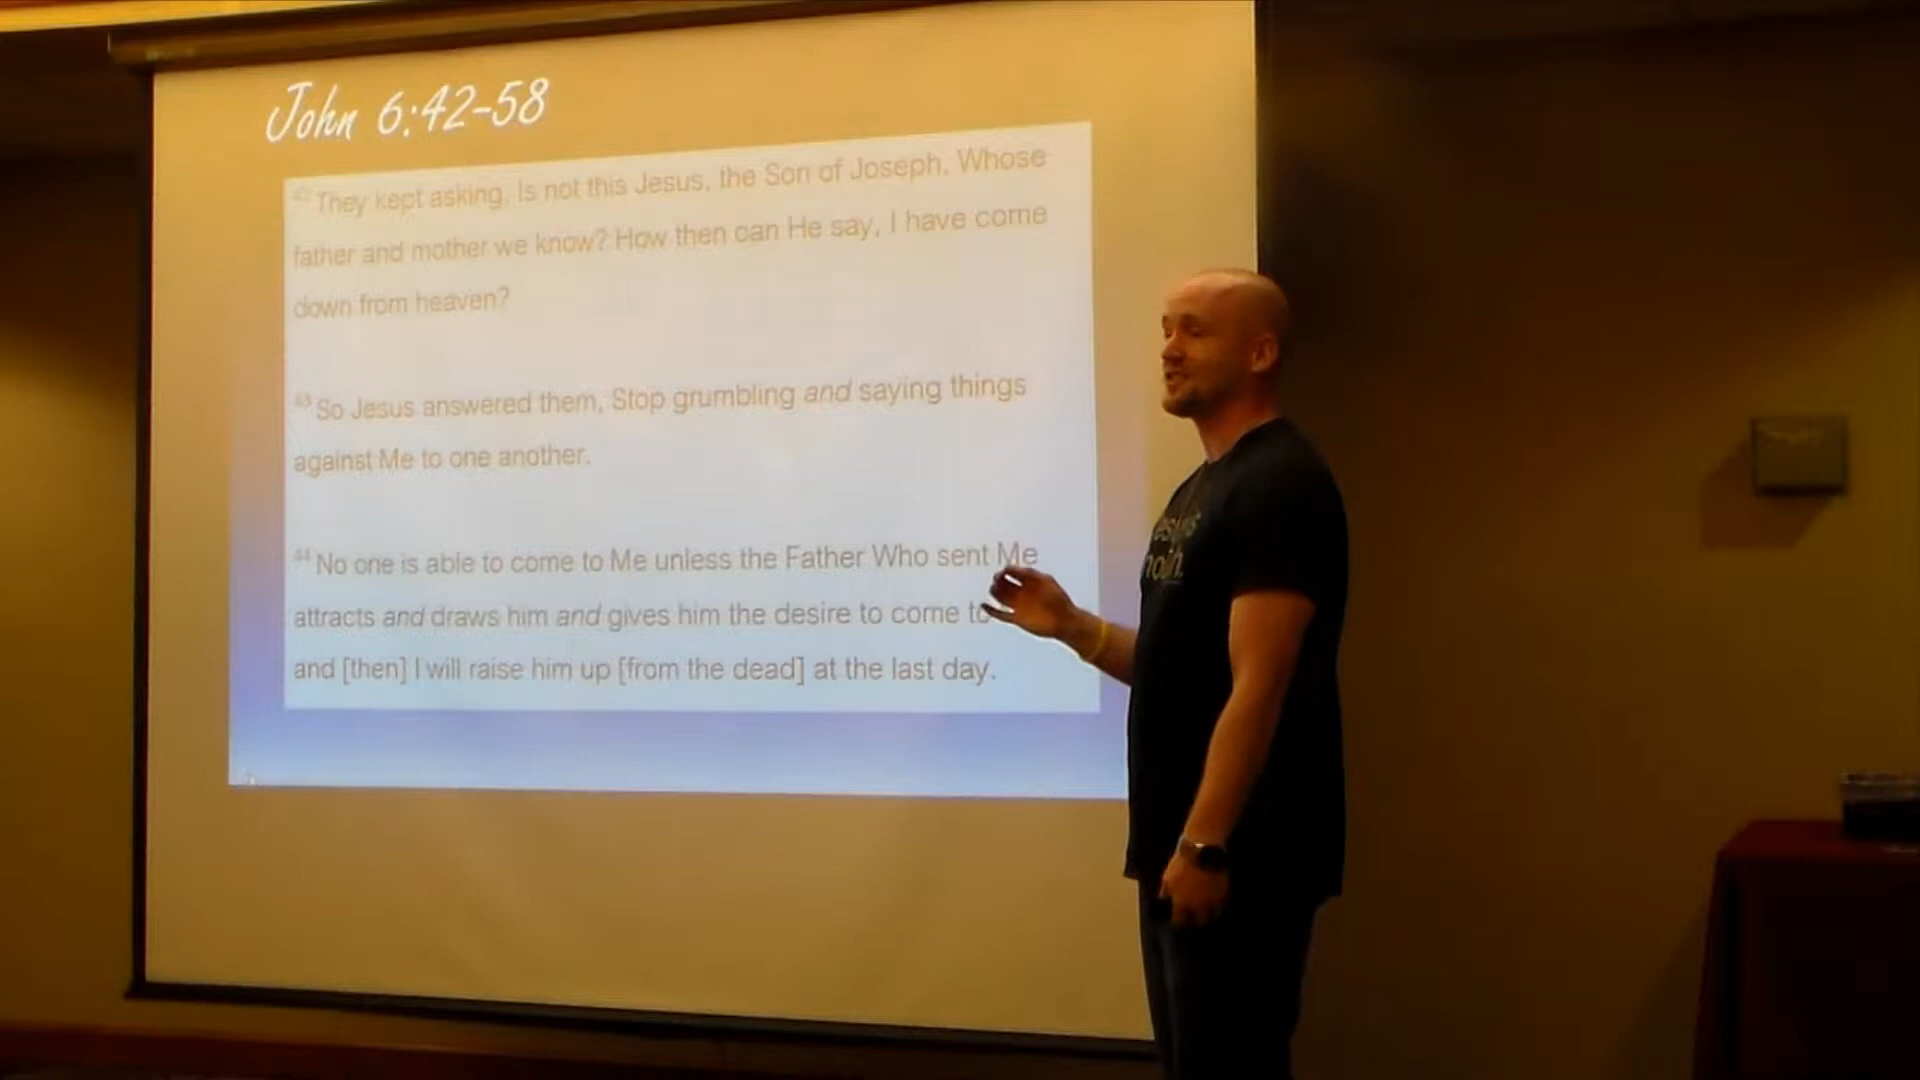 John 6:42-58
42 They kept asking, Is not this Jesus, the Son of Joseph, Whose
father and mother we know? How then can He say, I have come
down from heaven?
43 So Jesus answered them, Stop grumbling and saying things
against Me to one another.
44 No one is able to come to Me unless the Father Who sent Me
attracts and draws him and gives him the desire to come to
and [then] I will raise him up [from the dead] at the last day.